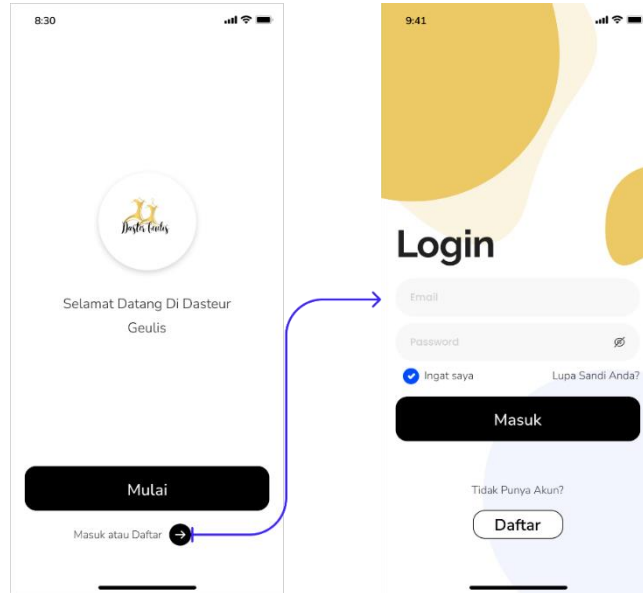 8:30
Daster Geulis
Selamat Datang Di Dasteur
Geulis
Mulai
Masuk atau Daftar
9:41
Login
Email
Password
Ingat saya
Lupa Sandi Anda?
Masuk
Tidak Punya Akun?
Daftar